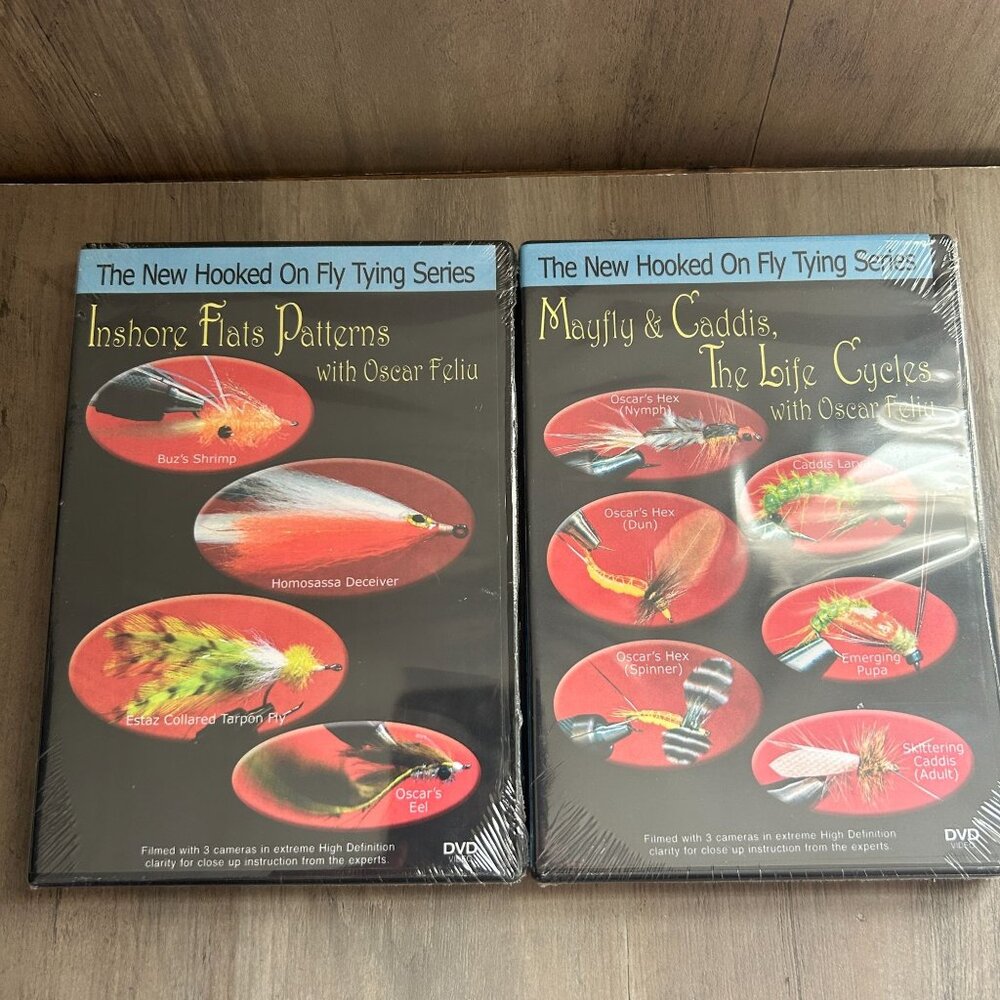 The New Hooked On Fly Tying Series
Inshore Flats Patterns
with Oscar Feliu
Buz's Shrimp
Homosassa Deceiver
Estaz Collared Tarpon Fly
Oscar's
Eel
Filmed with 3 cameras in extreme High Definition
clarity for close up instruction from the experts.
DVD
VIDEO
The New Hooked On Fly Tying Series
Mayfly & Caddis,
The Life Cycles
with Oscar Feliu
Oscar's Hex
(Nymph)
Caddis
Oscar's Hex
(Dun)
Emerging
Pupa
Oscar's Hex
(Spinner)
Skittering
Caddis
(Adult)
Filmed with 3 cameras in extreme High Definition
clarity for close up instruction from the experts.
DVD
VIDEO